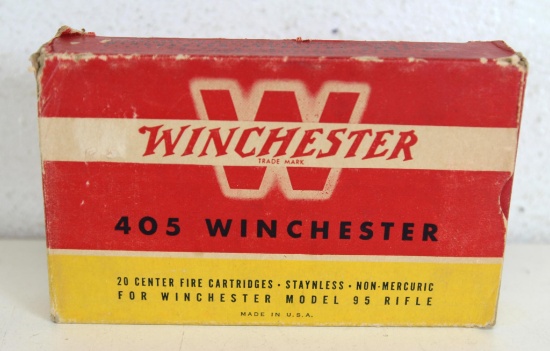 W
WINCHESTER
TRADE MARK
405 WINCHESTER
20 CENTER FIRE CARTRIDGES · STAYNLESS · NON-MERCURIC
FOR WINCHESTER MODEL 95 RIFLE
MADE IN U.S.A.